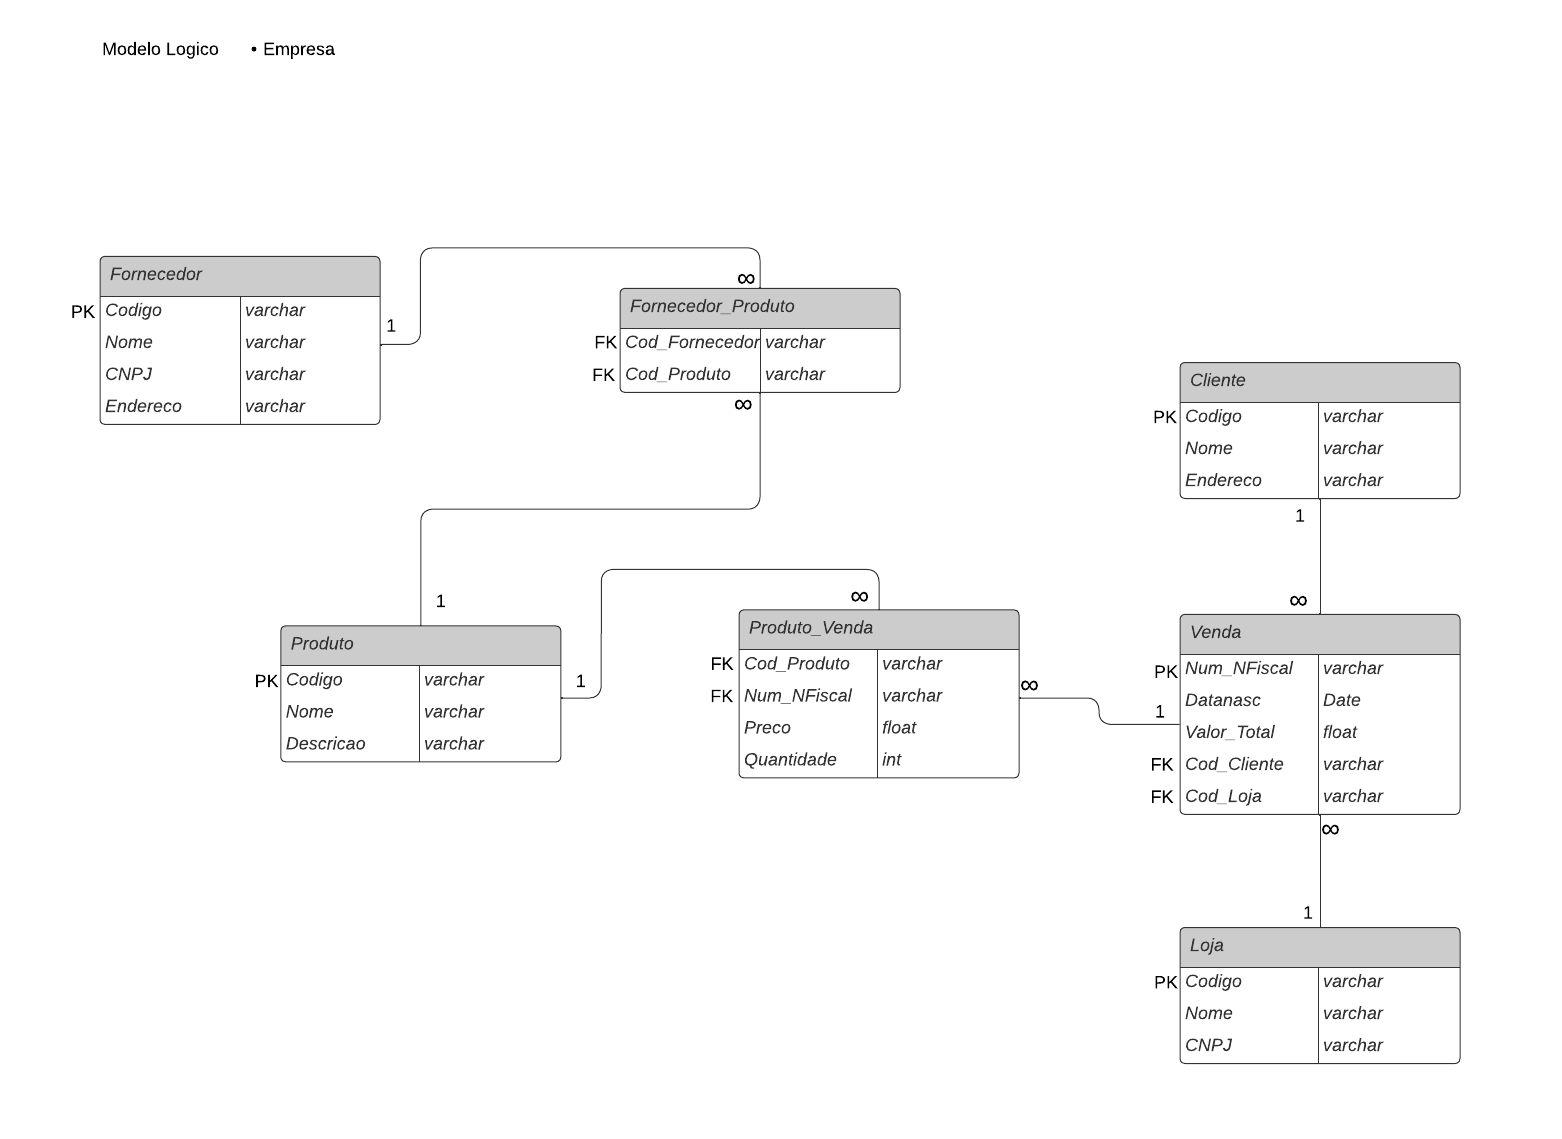 Modelo Logico • Empresa
Fornecedor
PK Codigo varchar
Nome varchar
CNPJ varchar
Endereco varchar
1
∞
Fornecedor_Produto
FK Cod_Fornecedor varchar
FK Cod_Produto varchar
∞
Cliente
PK Codigo varchar
Nome varchar
Endereco varchar
1
∞
1
Produto
PK Codigo varchar
Nome varchar
Descricao varchar
1
∞
Produto_Venda
FK Cod_Produto varchar
FK Num_NFiscal varchar
Preco float
Quantidade int
∞
1
Venda
PK Num_NFiscal varchar
Datanasc Date
Valor_Total float
FK Cod_Cliente varchar
FK Cod_Loja varchar
∞
1
Loja
PK Codigo varchar
Nome varchar
CNPJ varchar